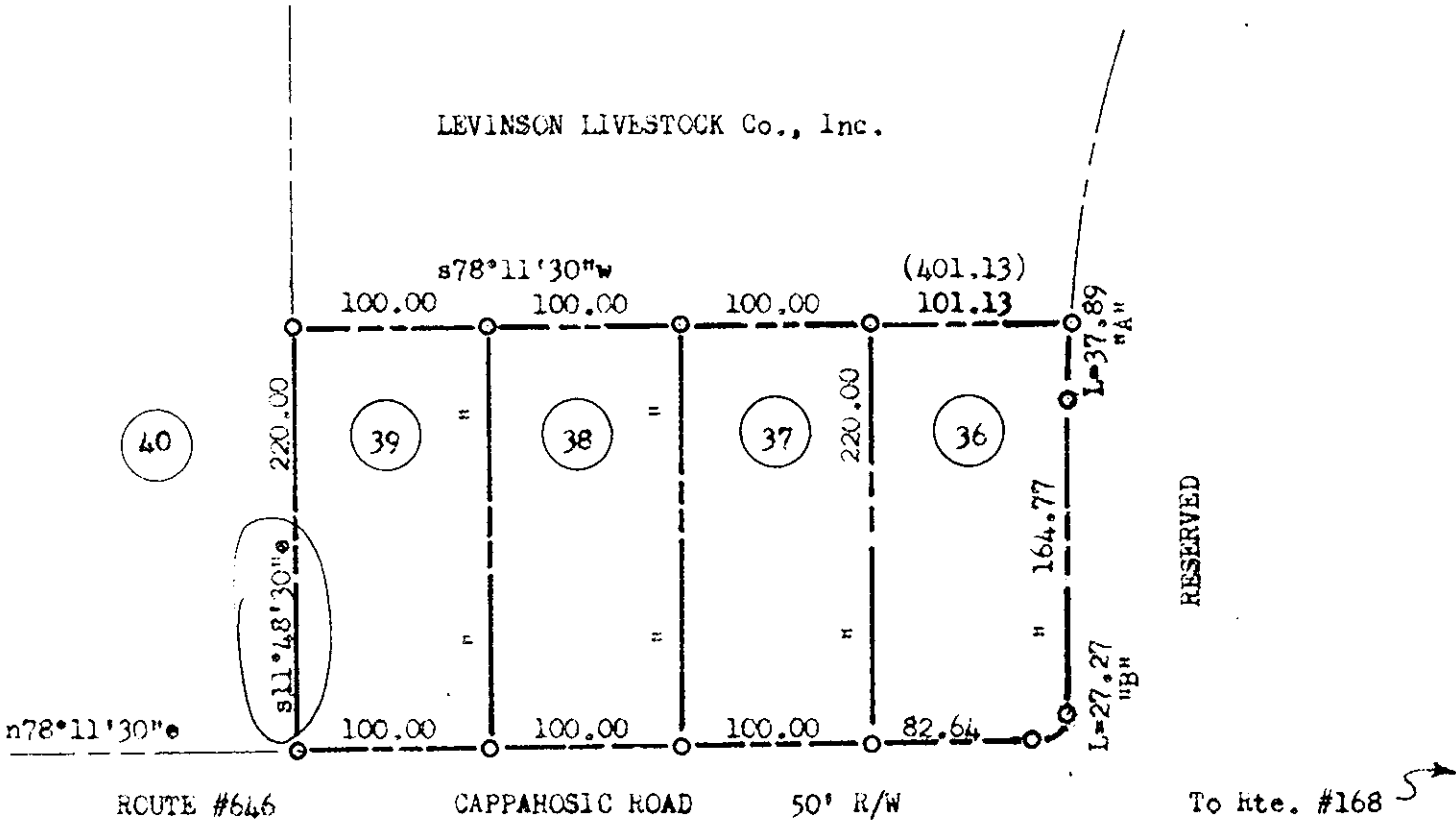 LEVINSON LIVESTOCK Co., Inc.
s78°11'30"w
(401.13)
100.00
100.00
100.00
101.13
L=37.89
"A"
220.00
"
"
220.00
40
39
38
37
36
164.77
RESERVED
s11°48'30"e
"
"
"
"
L=27.27
"B"
n78°11'30"e
100.00
100.00
100.00
82.64
ROUTE #646
CAPPAHOSIC ROAD
50' R/W
To Rte. #168